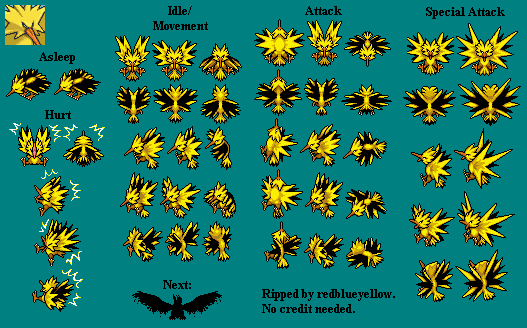 Idle/
Movement
Attack
Special Attack
Asleep
Hurt
Next:
Ripped by redblueyellow.
No credit needed.